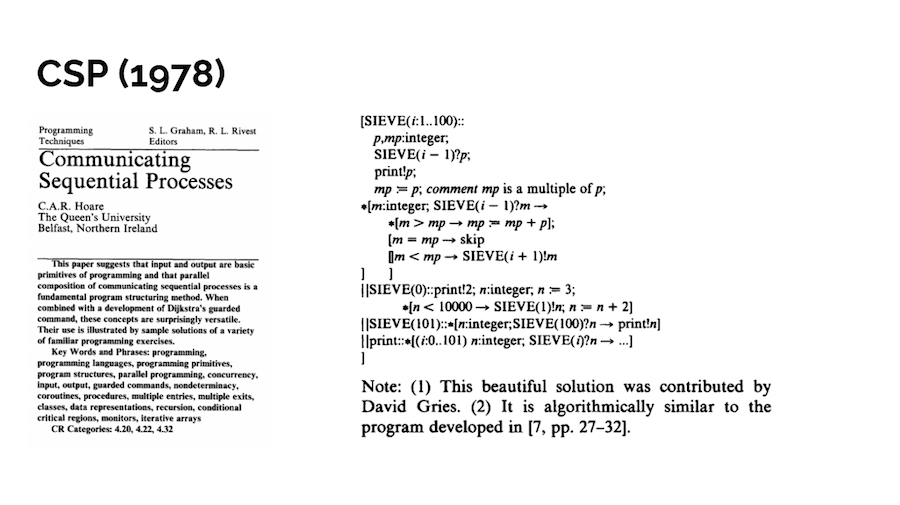 CSP (1978)
Programming Techniques
S. L. Graham, R. L. Rivest Editors
Communicating
Sequential Processes
C.A.R. Hoare
The Queen's University
Belfast, Northern Ireland
This paper suggests that input and output are basic
primitives of programming and that parallel
composition of communicating sequential processes is a
fundamental program structuring method. When
combined with a development of Dijkstra's guarded
command, these concepts are surprisingly versatile.
Their use is illustrated by sample solutions of a variety
of familiar programming exercises.
Key Words and Phrases: programming,
programming languages, programming primitives,
program structures, parallel programming, concurrency,
input, output, guarded commands, nondeterminacy,
coroutines, procedures, multiple entries, multiple exits,
classes, data representations, recursion, conditional
critical regions, monitors, iterative arrays
CR Categories: 4.20, 4.22, 4.32
[SIEVE(i:1..100)::
p,mp:integer;
SIEVE(i − 1)?p;
print!p;
mp := p; comment mp is a multiple of p;
*[m:integer; SIEVE(i − 1)?m →
*[m > mp → mp := mp + p];
[m = mp → skip
▯m < mp → SIEVE(i + 1)!m
] ]
||SIEVE(0)::print!2; n:integer; n := 3;
*[n < 10000 → SIEVE(1)!n; n := n + 2]
||SIEVE(101)::*[n:integer;SIEVE(100)?n → print!n]
||print::*[(i:0..101) n:integer; SIEVE(i)?n → ...]
]
Note: (1) This beautiful solution was contributed by
David Gries. (2) It is algorithmically similar to the
program developed in [7, pp. 27–32].